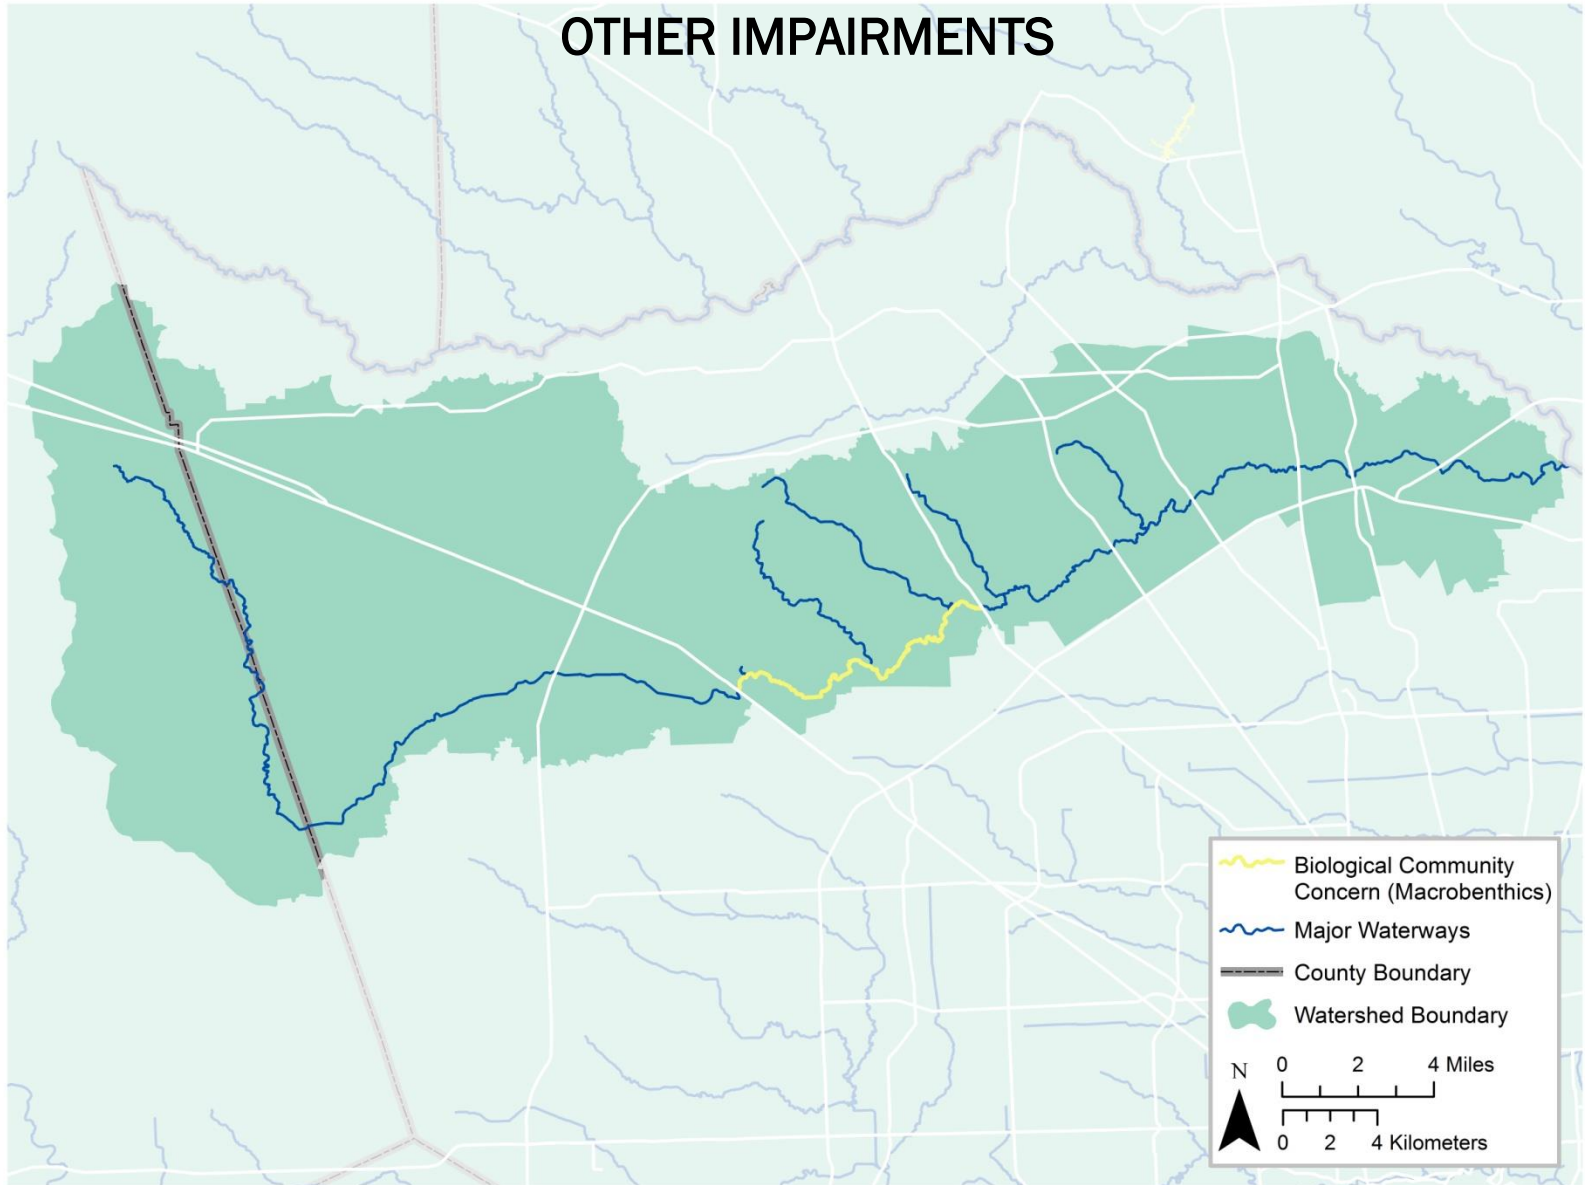 OTHER IMPAIRMENTS
Biological Community
Concern (Macrobenthics)
Major Waterways
County Boundary
Watershed Boundary
N
0 2 4 Miles
0 2 4 Kilometers